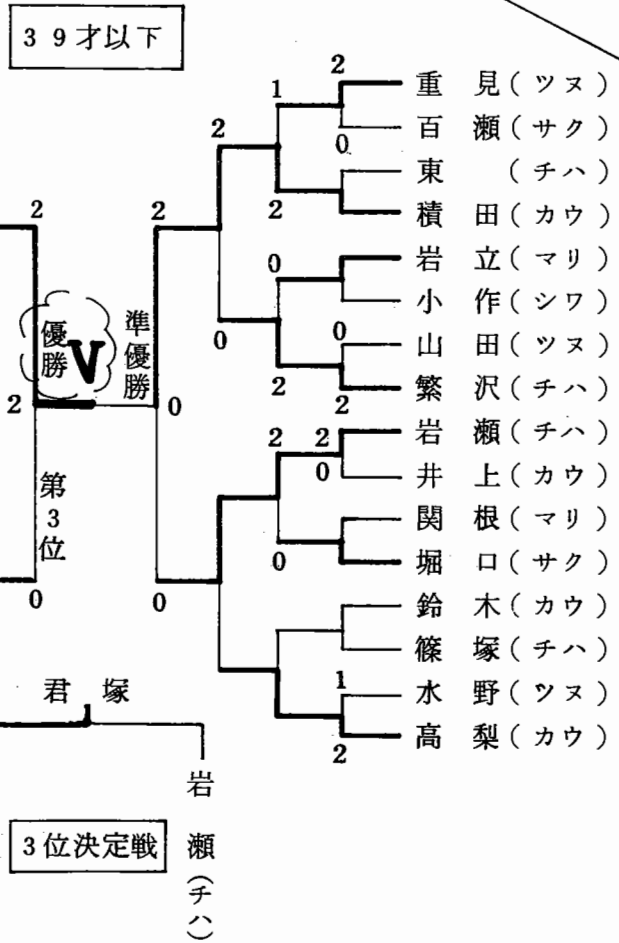 39才以下
2 重見(ツヌ)
1
0 百瀬(サク)
2
東 (チハ)
2 積田(カウ)
2 2
0 岩立(マリ)
小作(シワ)
0
優勝 V 準優勝
0 山田(ツヌ)
2 2 繁沢(チハ)
2 0
2 2 岩瀬(チハ)
0 井上(カウ)
第3位
関根(マリ)
0 堀口(サク)
0 0
鈴木(カウ)
篠塚(チハ)
君塚
1 水野(ツヌ)
2 高梨(カウ)
岩瀬(チハ)
3位決定戦